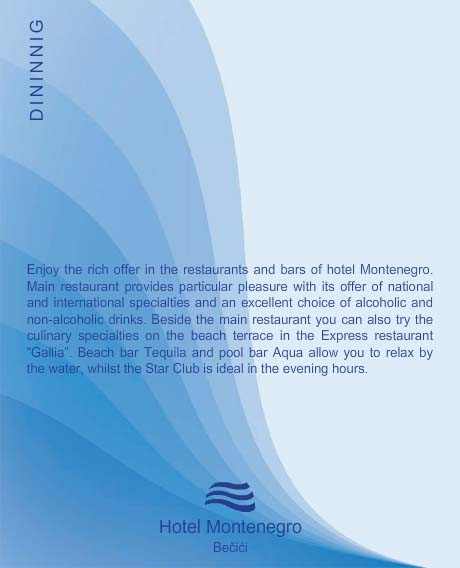 DININNIG
Enjoy the rich offer in the restaurants and bars of hotel Montenegro.
Main restaurant provides particular pleasure with its offer of national
and international specialties and an excellent choice of alcoholic and
non-alcoholic drinks. Beside the main restaurant you can also try the
culinary specialties on the beach terrace in the Express restaurant
"Gallia". Beach bar Tequila and pool bar Aqua allow you to relax by
the water, whilst the Star Club is ideal in the evening hours.
Hotel Montenegro
Bečići